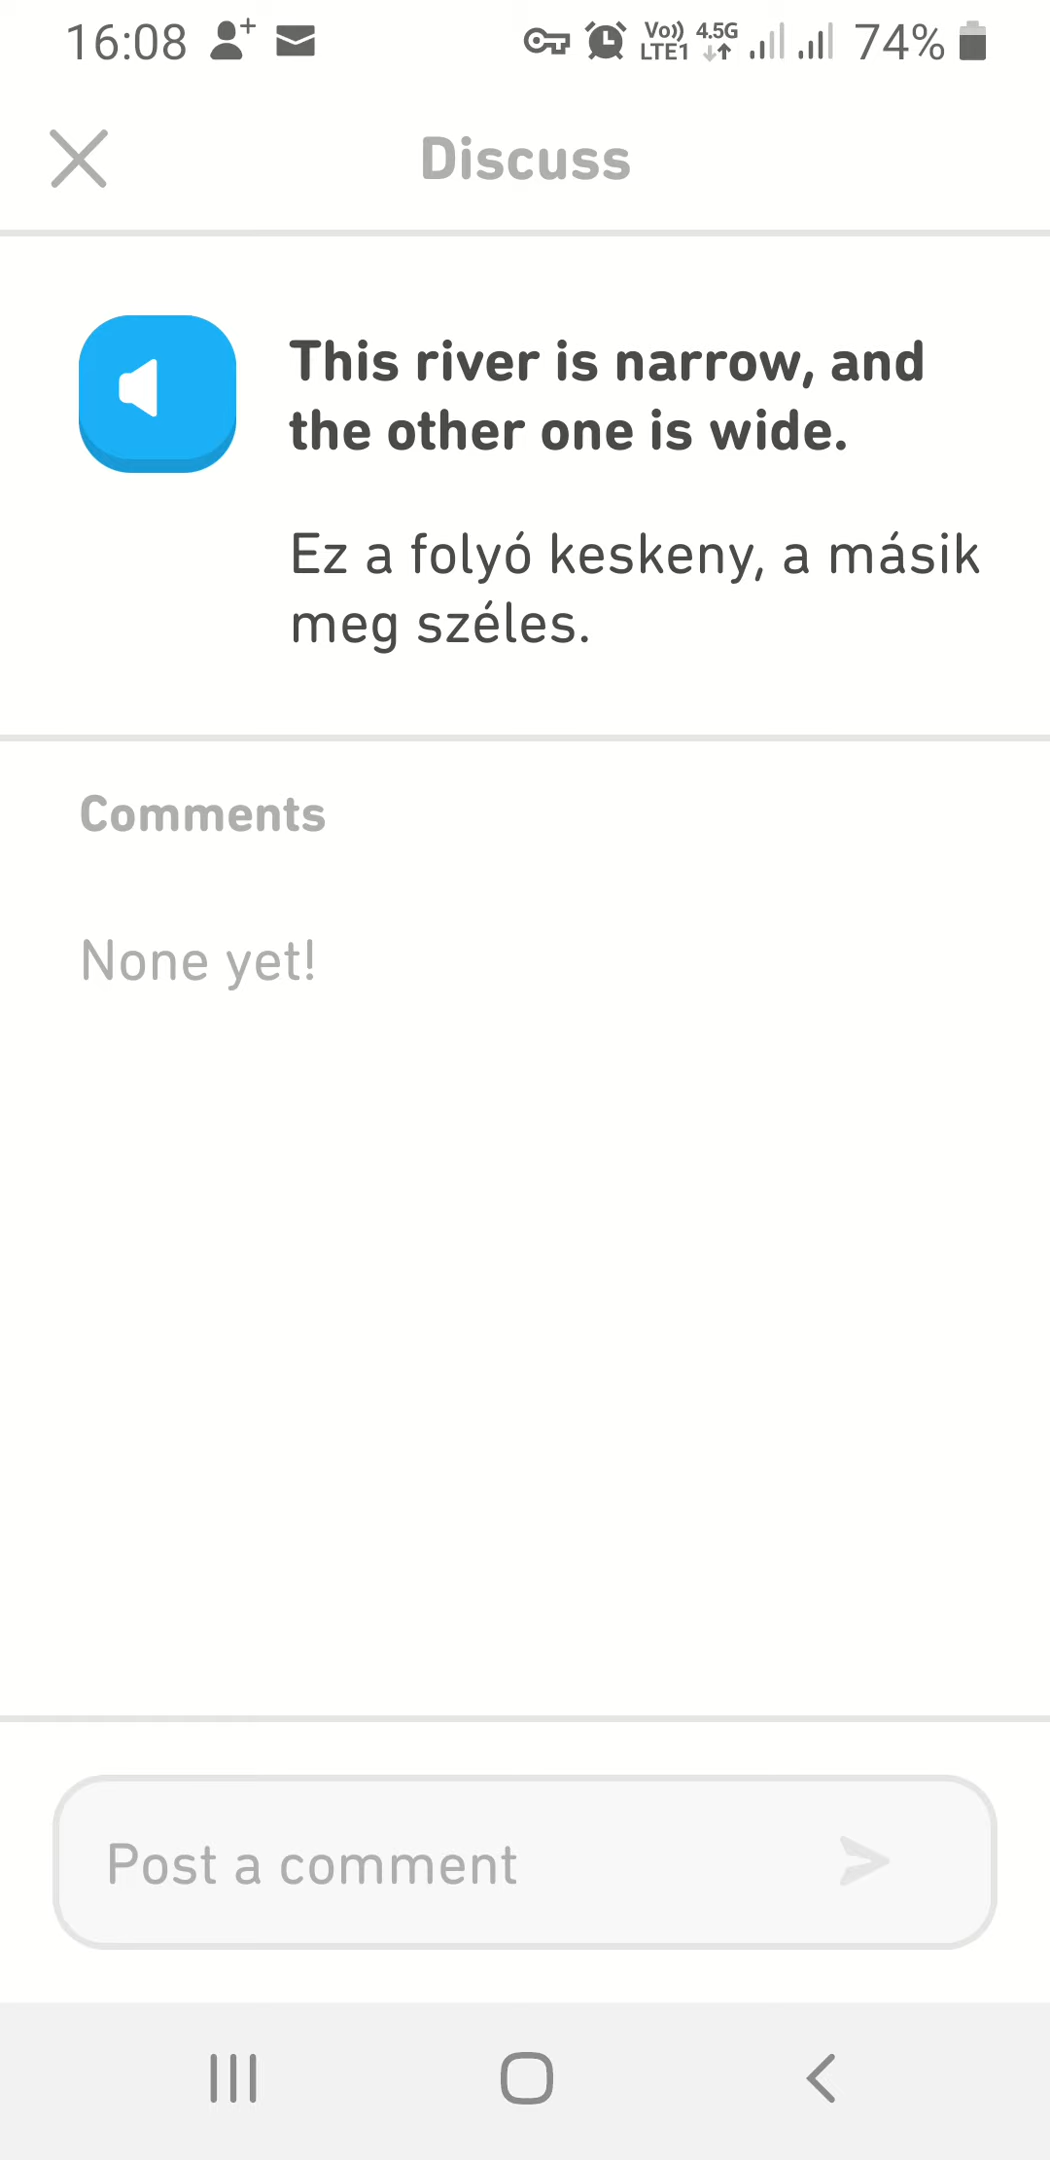 16:08
Vo)) LTE1 4.5G 74%
Discuss
This river is narrow, and
the other one is wide.
Ez a folyó keskeny, a másik
meg széles.
Comments
None yet!
Post a comment